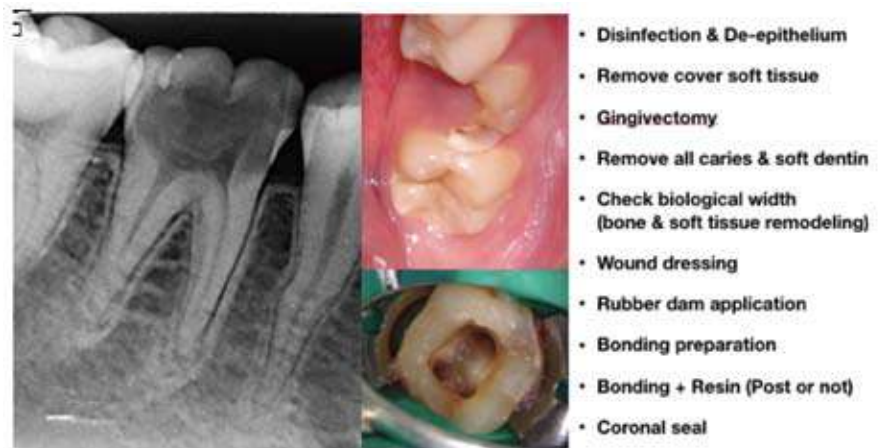 • Disinfection & De-epithelium
• Remove cover soft tissue
• Gingivectomy
• Remove all caries & soft dentin
• Check biological width
(bone & soft tissue remodeling)
• Wound dressing
• Rubber dam application
• Bonding preparation
• Bonding + Resin (Post or not)
• Coronal seal